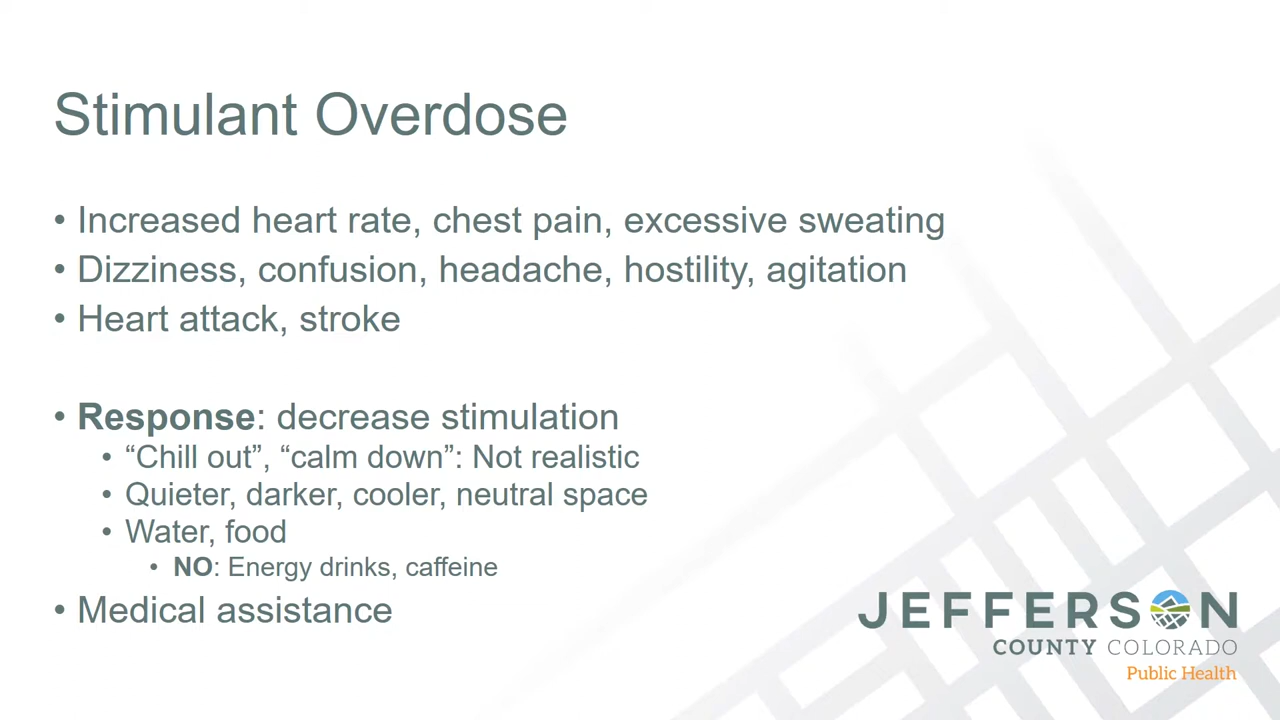 Stimulant Overdose
• Increased heart rate, chest pain, excessive sweating
• Dizziness, confusion, headache, hostility, agitation
• Heart attack, stroke
• Response: decrease stimulation
• “Chill out”, “calm down”: Not realistic
• Quieter, darker, cooler, neutral space
• Water, food
• NO: Energy drinks, caffeine
• Medical assistance
JEFFERSON
COUNTY COLORADO
Public Health